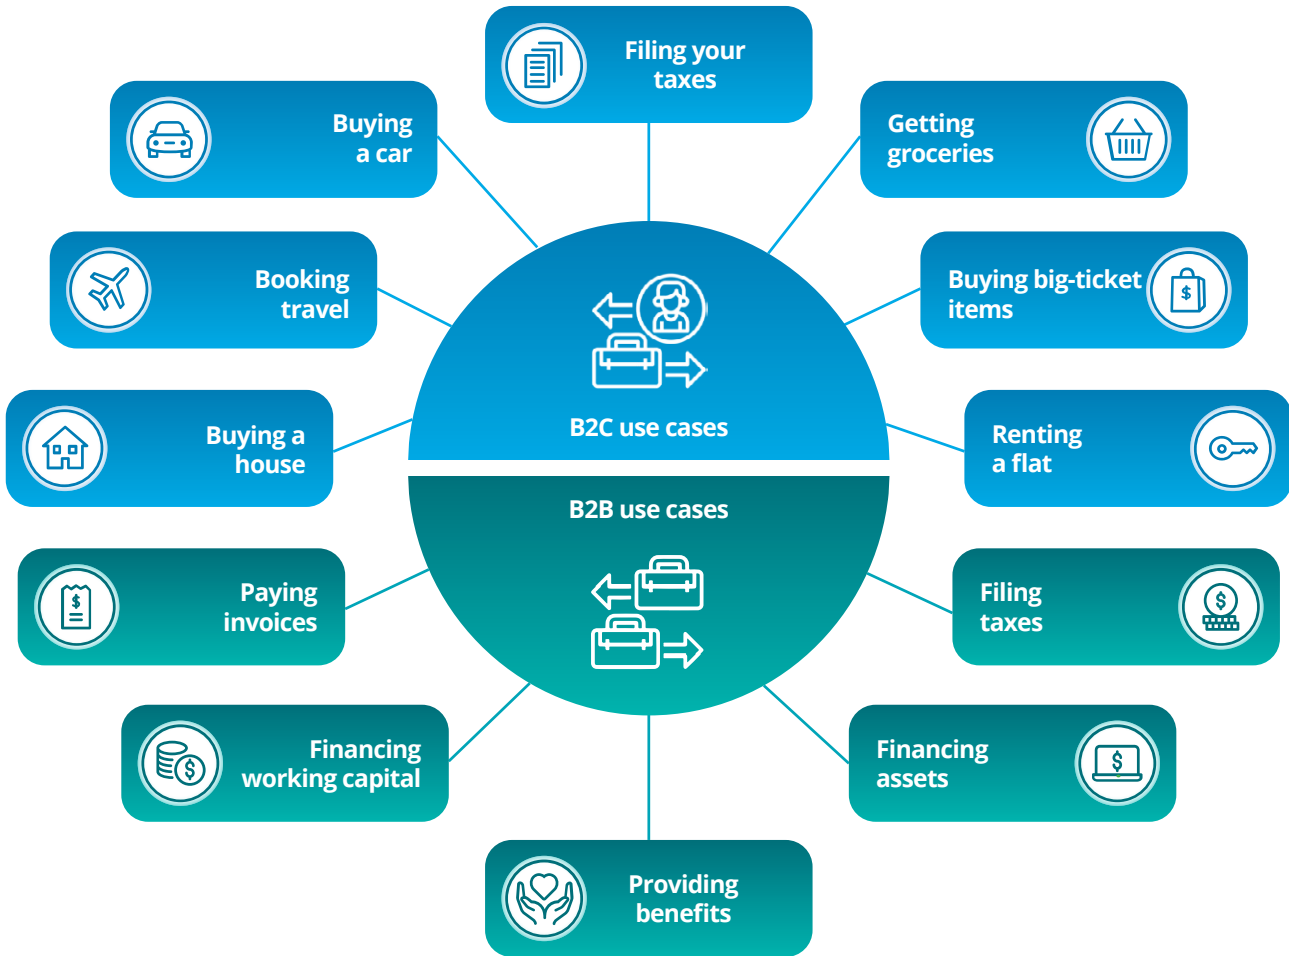 Filing your
taxes
Buying
a car
Getting
groceries
Booking
travel
Buying big-ticket
items
$
B2C use cases
Buying a
house
Renting
a flat
B2B use cases
Paying
invoices
$
Filing
taxes
$
Financing
working capital
$
Financing
assets
$
Providing
benefits